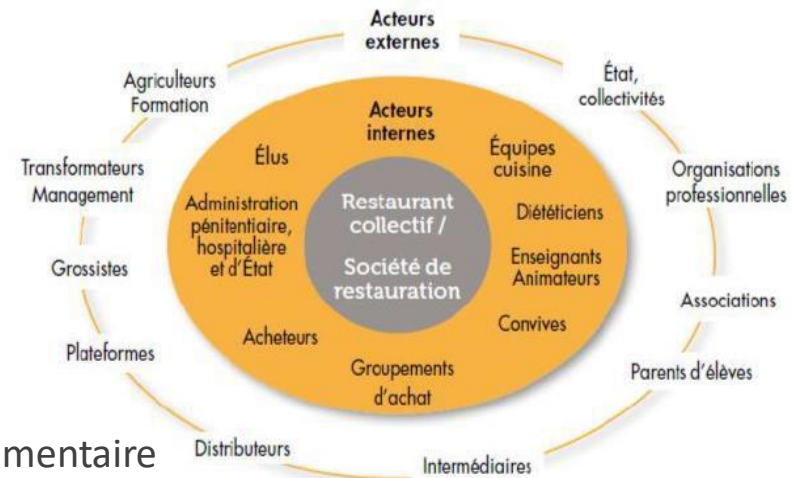 Acteurs
externes
Agriculteurs
Formation
État,
collectivités
Acteurs
internes
Élus
Équipes
cuisine
Transformateurs
Management
Organisations
professionnelles
Administration
pénitentiaire,
hospitalière
et d'État
Restaurant
collectif /
Société de
restauration
Diététiciens
Enseignants
Animateurs
Grossistes
Associations
Acheteurs
Convives
Plateformes
Groupements
d'achat
Parents d'élèves
mentaire
Distributeurs
Intermédiaires